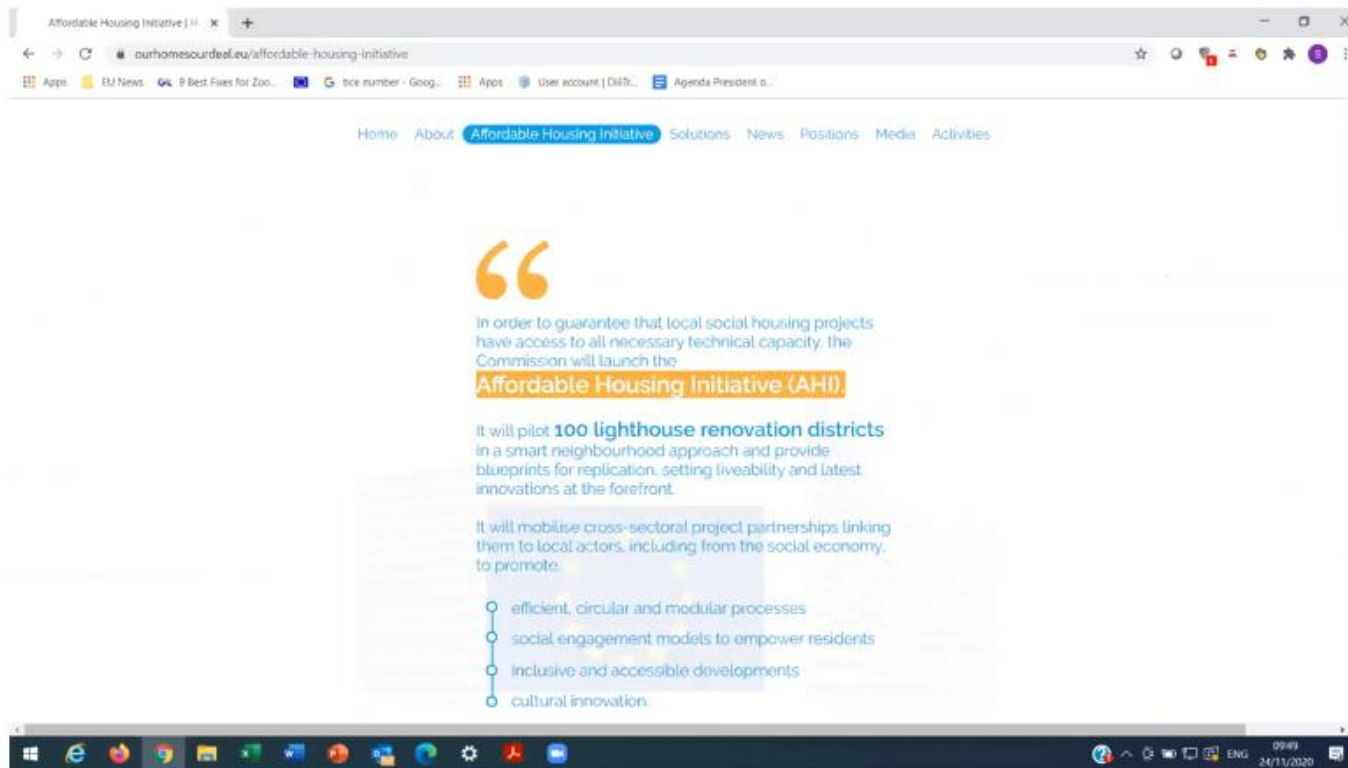 Affordable Housing Initiative | H
ourhomesourdeal.eu/affordable-housing-initiative
Apps EU News 9 Best Fixes for Zoo... G tice number - Goog... Apps User account | Agenda President o...
Home About Affordable Housing Initiative Solutions News Positions Media Activities
“
In order to guarantee that local social housing projects
have access to all necessary technical capacity, the
Commission will launch the
Affordable Housing Initiative (AHI).
It will pilot 100 lighthouse renovation districts
in a smart neighbourhood approach and provide
blueprints for replication, setting liveability and latest
innovations at the forefront.
It will mobilise cross-sectoral project partnerships linking
them to local actors, including from the social economy,
to promote:
efficient, circular and modular processes
social engagement models to empower residents
inclusive and accessible developments
cultural innovation
ENG
09:49
24/11/2020